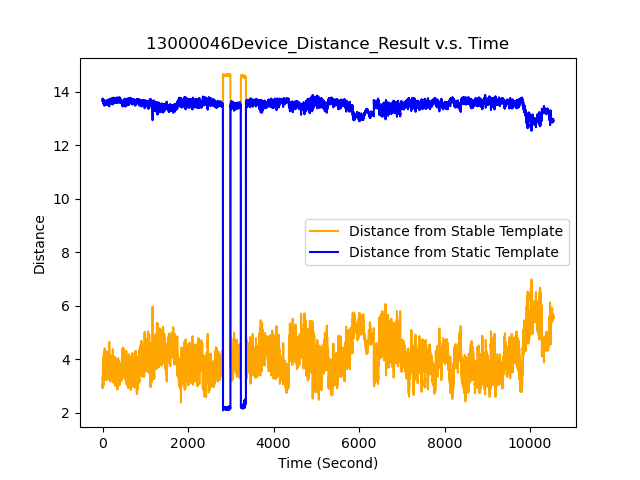 13000046Device_Distance_Result v.s. Time
14
12
10
8
6
4
2
Distance
Distance from Stable Template
Distance from Static Template
0 2000 4000 6000 8000 10000
Time (Second)